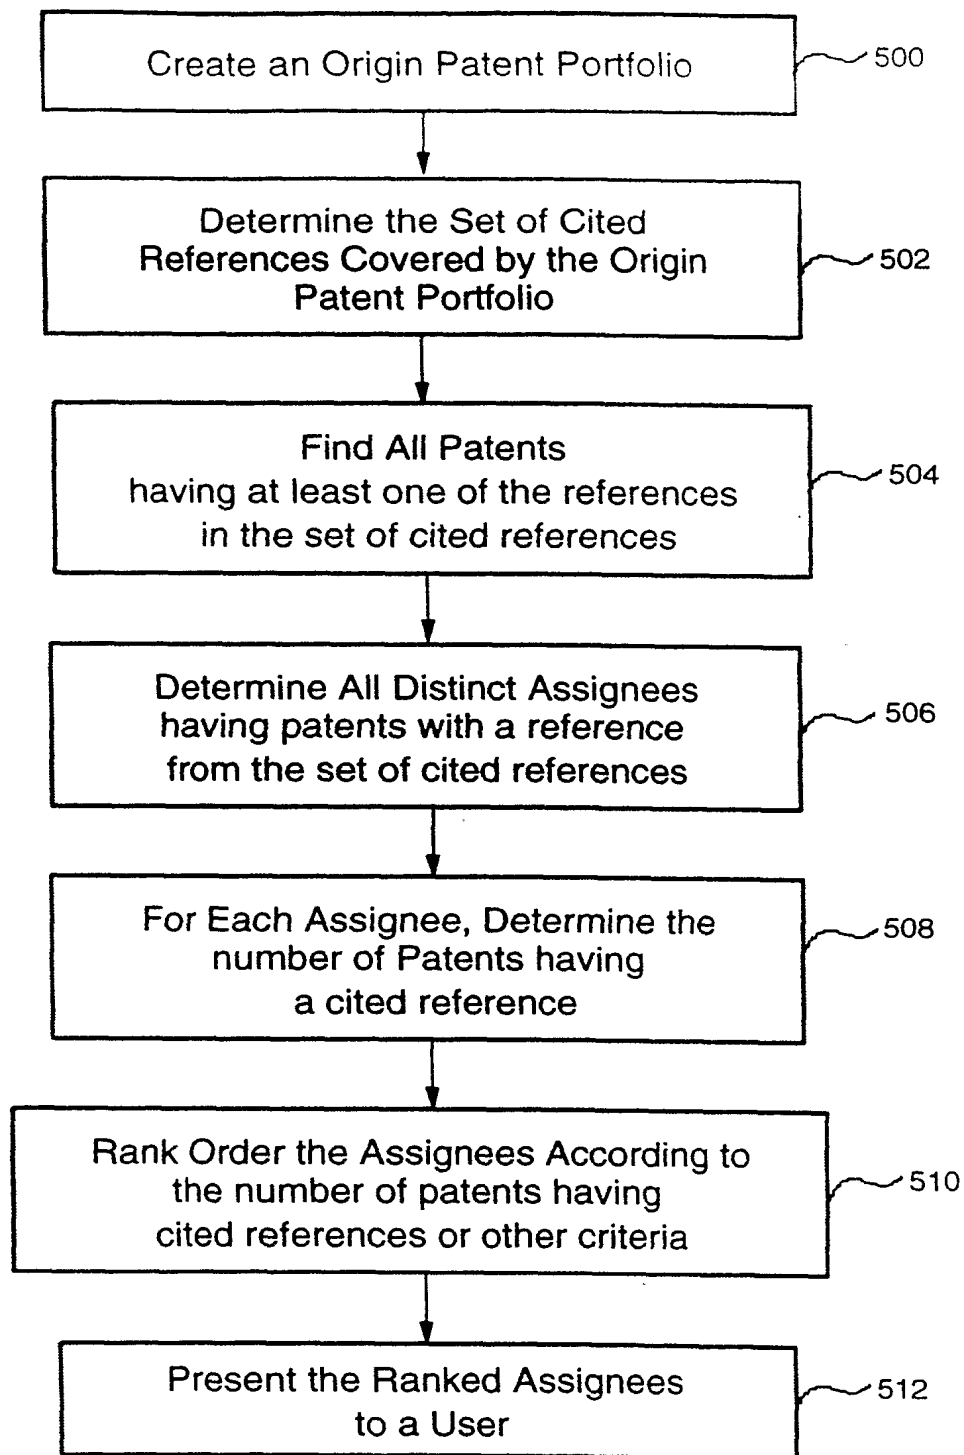 Create an Origin Patent Portfolio
500
Determine the Set of Cited
References Covered by the Origin
Patent Portfolio
502
Find All Patents
having at least one of the references
in the set of cited references
504
Determine All Distinct Assignees
having patents with a reference
from the set of cited references
506
For Each Assignee, Determine the
number of Patents having
a cited reference
508
Rank Order the Assignees According to
the number of patents having
cited references or other criteria
510
Present the Ranked Assignees
to a User
512